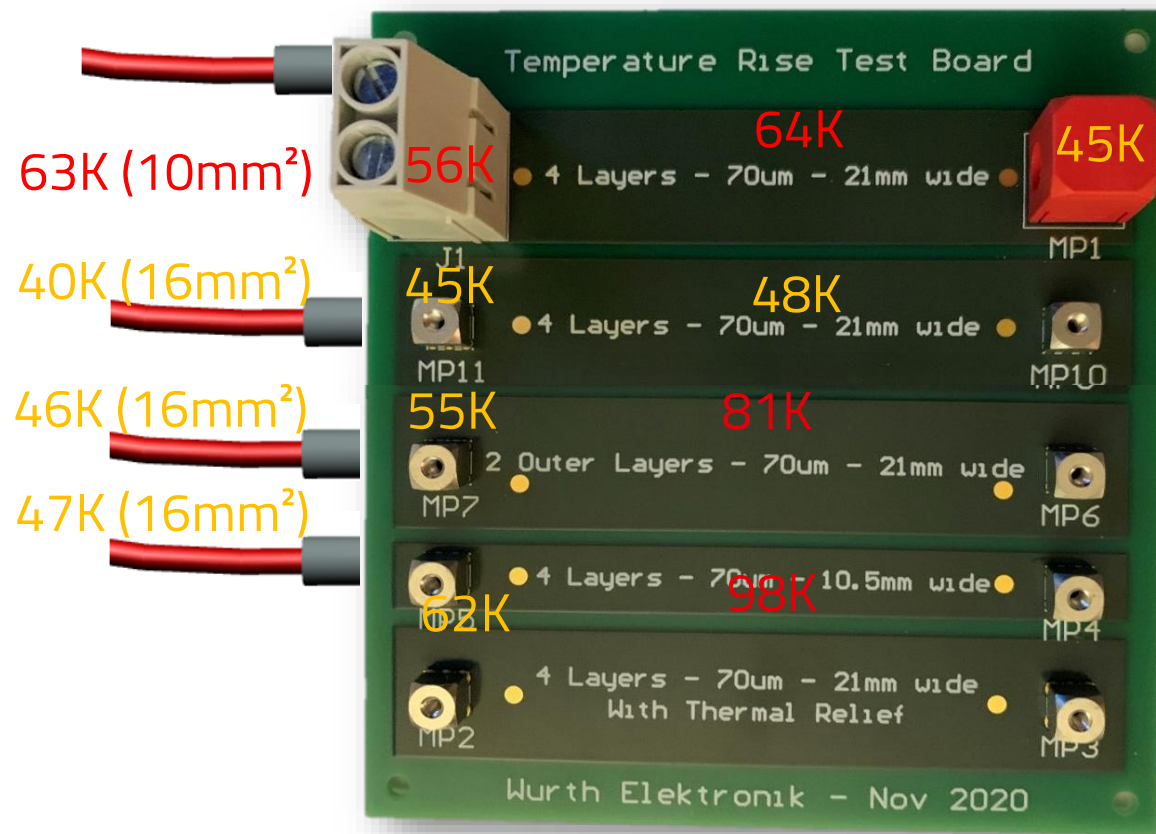 Temperature Rise Test Board
64K
45K
63K (10mm²)
56K
4 Layers - 70um - 21mm wide
J1
MP1
40K (16mm²)
45K
48K
4 Layers - 70um - 21mm wide
MP11
MP10
46K (16mm²)
55K
81K
2 Outer Layers - 70um - 21mm wide
MP7
MP6
47K (16mm²)
4 Layers - 70um - 10.5mm wide
98K
62K
MP5
MP4
4 Layers - 70um - 21mm wide
With Thermal Relief
MP2
MP3
Wurth Elektronik - Nov 2020